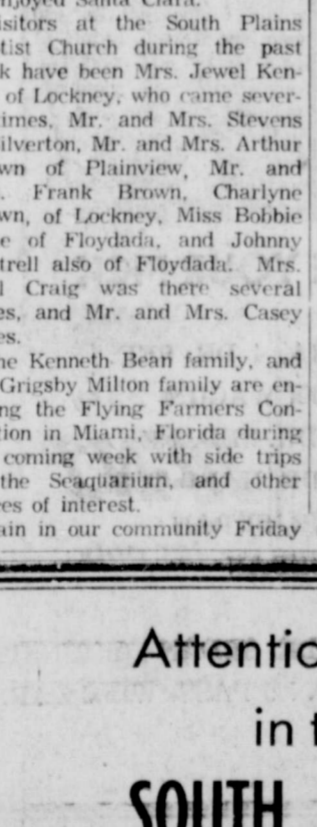 njoyed Santa Clara.
isitors at the South Plains
tist Church during the past
k have been Mrs. Jewel Ken-
of Lockney, who came sever-
imes, Mr. and Mrs. Stevens
ilverton, Mr. and Mrs. Arthur
wn of Plainview, Mr. and
. Frank Brown, Charlyne
wn, of Lockney, Miss Bobbie
e of Floydada, and Johnny
trell also of Floydada. Mrs.
l Craig was there several
es, and Mr. and Mrs. Casey
es.
he Kenneth Bean family, and
Grigsby Milton family are en-
ng the Flying Farmers Con-
tion in Miami, Florida during
coming week with side trips
the Seaquarium, and other
es of interest.
ain in our community Friday
Attentio
in t
SOUTH